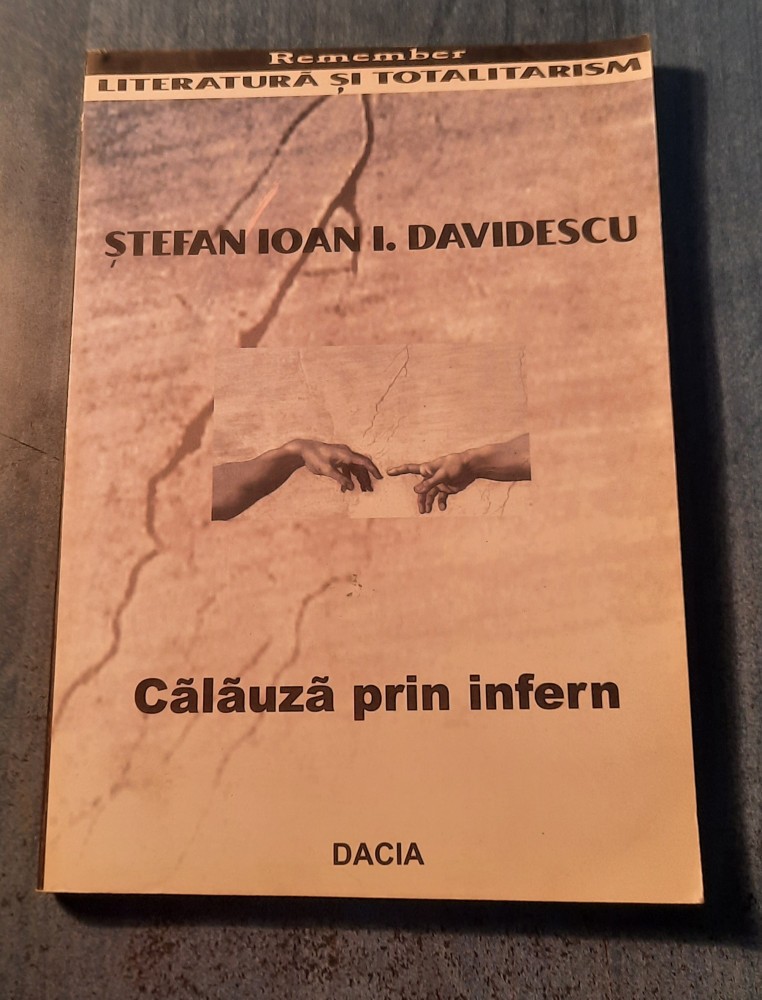 Remember
LITERATURĂ ȘI TOTALITARISM
ȘTEFAN IOAN I. DAVIDESCU
Cãlãuzã prin infern
DACIA